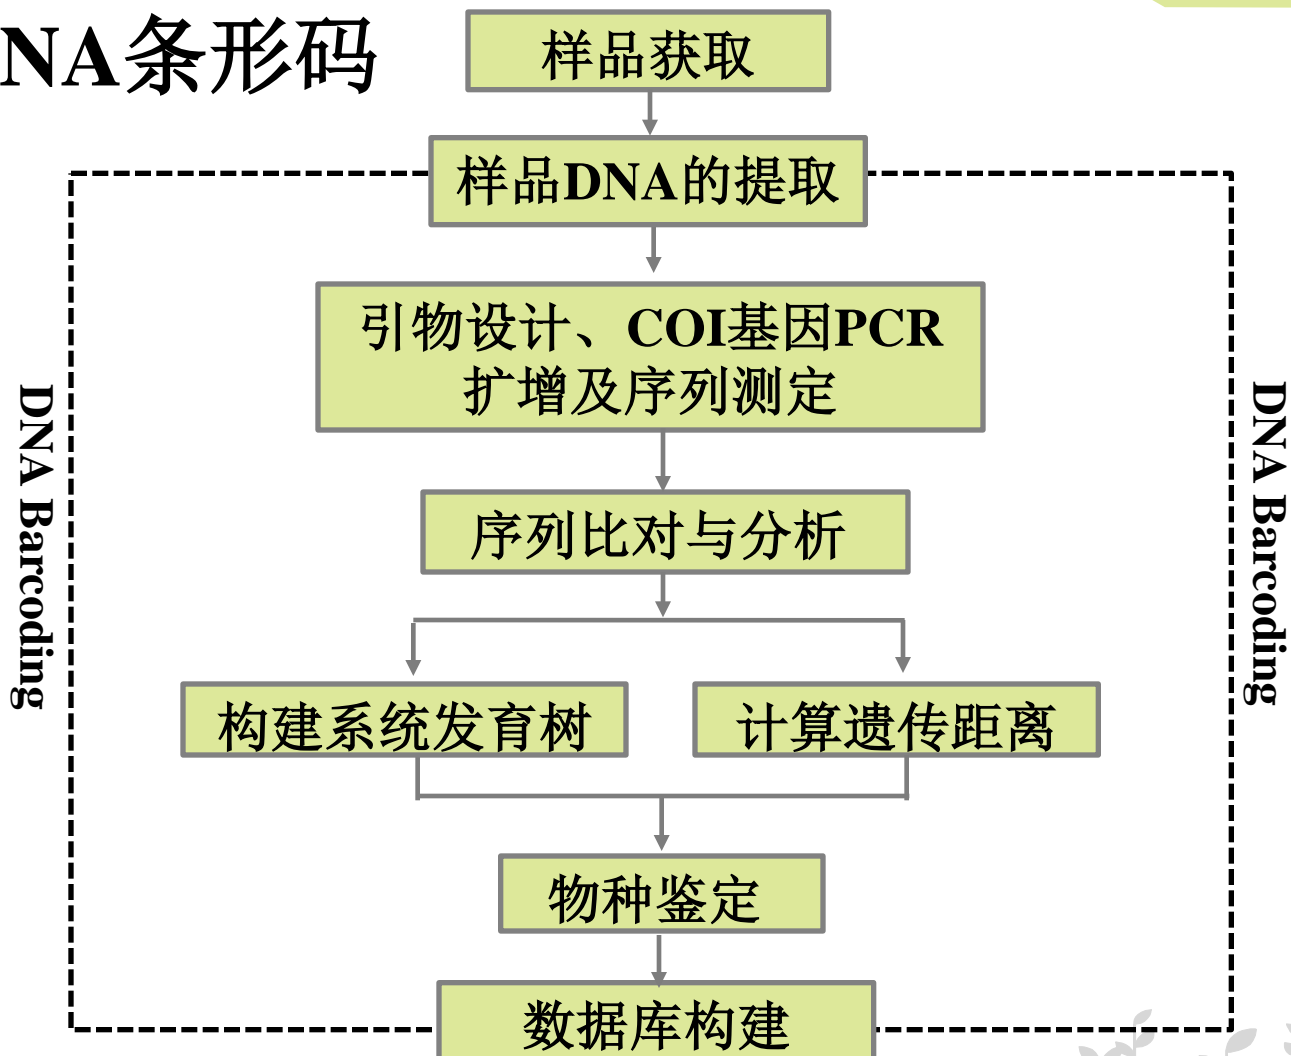 NA条形码
样品获取
样品DNA的提取
引物设计、COI基因PCR
扩增及序列测定
序列比对与分析
构建系统发育树
计算遗传距离
物种鉴定
数据库构建
DNA Barcoding
DNA Barcoding